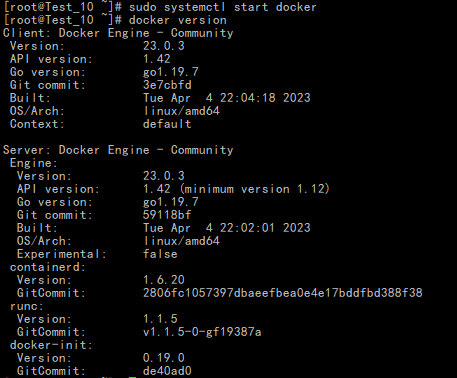 [root@Test_10 ~]# sudo systemctl start docker
[root@Test_10 ~]# docker version
Client: Docker Engine - Community
 Version:           23.0.3
 API version:       1.42
 Go version:        go1.19.7
 Git commit:        3e7cbfd
 Built:             Tue Apr  4 22:04:18 2023
 OS/Arch:           linux/amd64
 Context:           default

Server: Docker Engine - Community
 Engine:
  Version:          23.0.3
  API version:      1.42 (minimum version 1.12)
  Go version:       go1.19.7
  Git commit:       59118bf
  Built:            Tue Apr  4 22:02:01 2023
  OS/Arch:          linux/amd64
  Experimental:     false
 containerd:
  Version:          1.6.20
  GitCommit:        2806fc1057397dbaeefbea0e4e17bddfbd388f38
 runc:
  Version:          1.1.5
  GitCommit:        v1.1.5-0-gf19387a
 docker-init:
  Version:          0.19.0
  GitCommit:        de40ad0